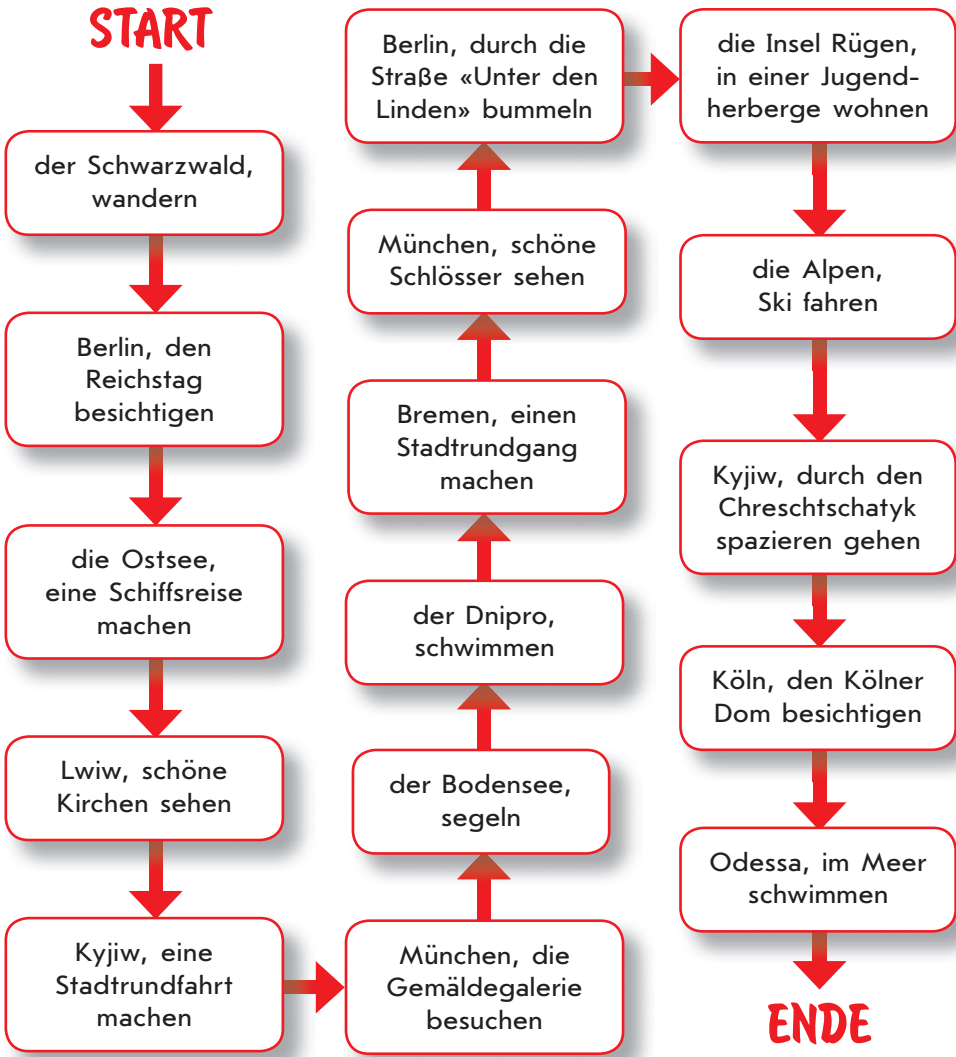 START
der Schwarzwald,
wandern
Berlin, den
Reichstag
besichtigen
die Ostsee,
eine Schiffsreise
machen
Lwiw, schöne
Kirchen sehen
Kyjiw, eine
Stadtrundfahrt
machen
München, die
Gemäldegalerie
besuchen
der Bodensee,
segeln
der Dnipro,
schwimmen
Bremen, einen
Stadtrundgang
machen
München, schöne
Schlösser sehen
Berlin, durch die
Straße «Unter den
Linden» bummeln
die Insel Rügen,
in einer Jugend-
herberge wohnen
die Alpen,
Ski fahren
Kyjiw, durch den
Chreschtschatyk
spazieren gehen
Köln, den Kölner
Dom besichtigen
Odessa, im Meer
schwimmen
ENDE